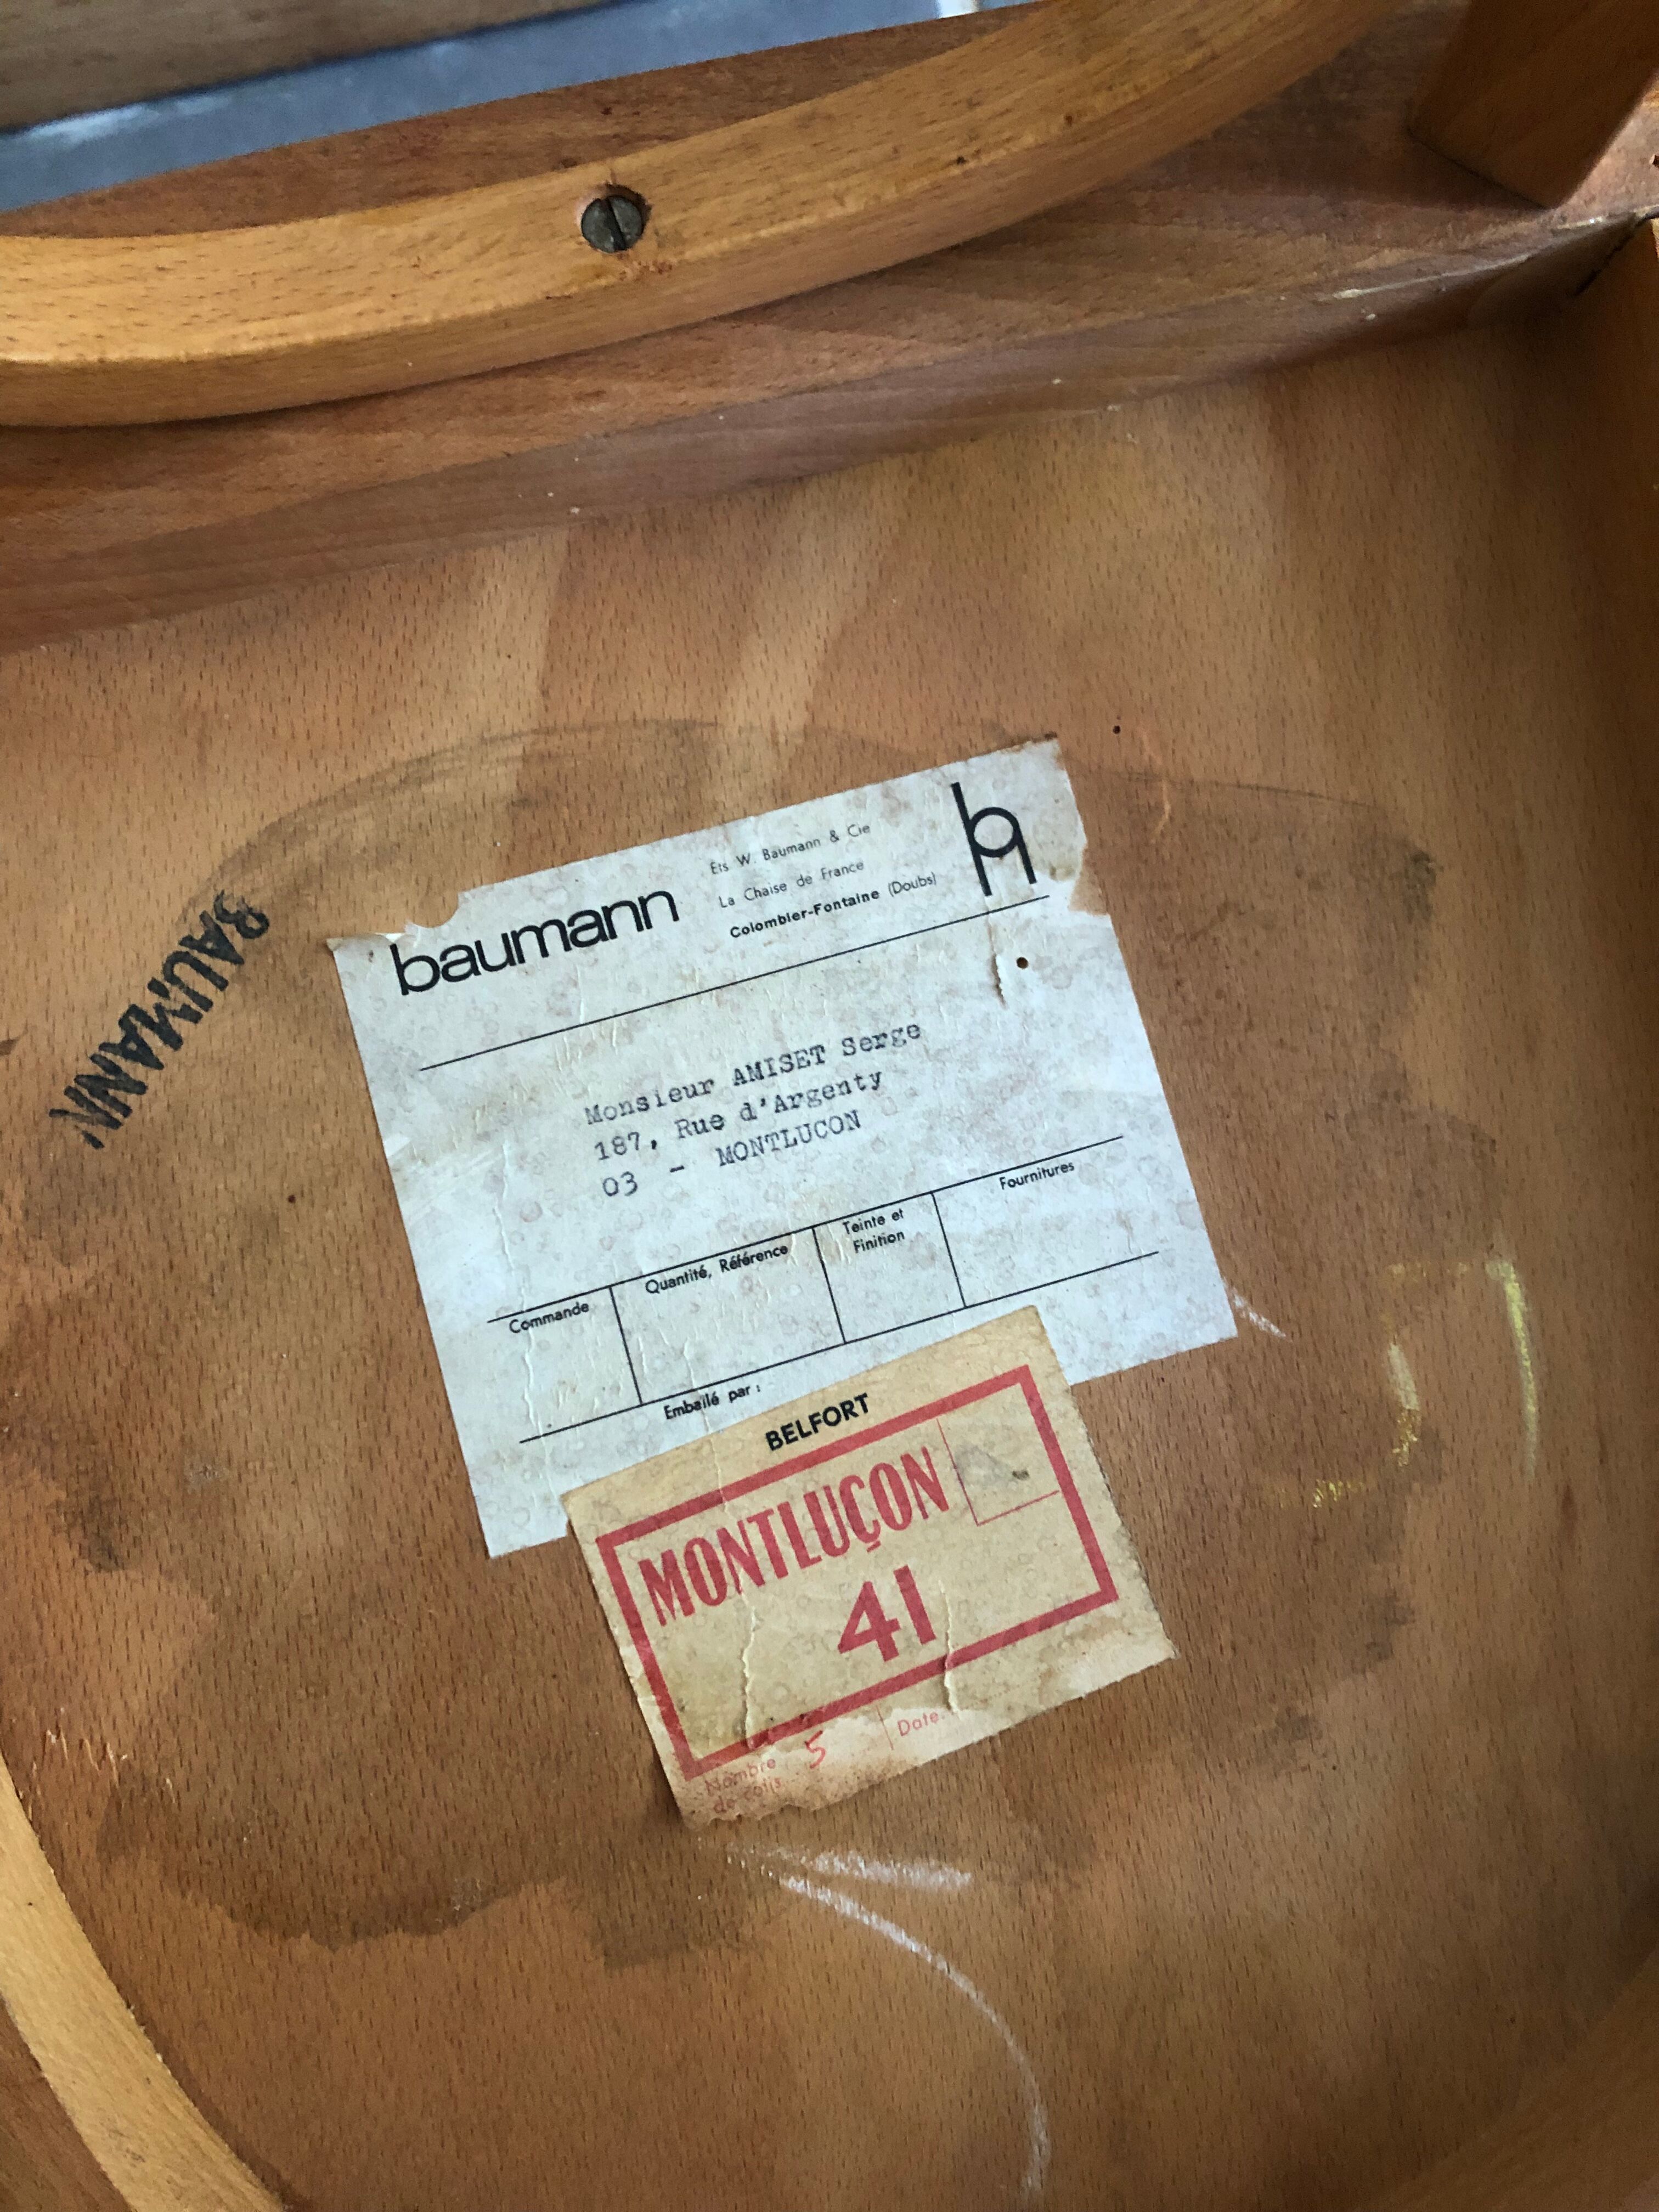 BAUMANN
baumann
Ets W. Baumann & Cie
La Chaise de France
Colombier-Fontaine (Doubs)
Monsieur AMISET Serge
187, Rue d'Argenty
03 - MONTLUCON
Commande
Quantité, Référence
Teinte et
Finition
Fournitures
Embailé par :
BELFORT
MONTLUÇON
41
Nombre
de colis
5
Date